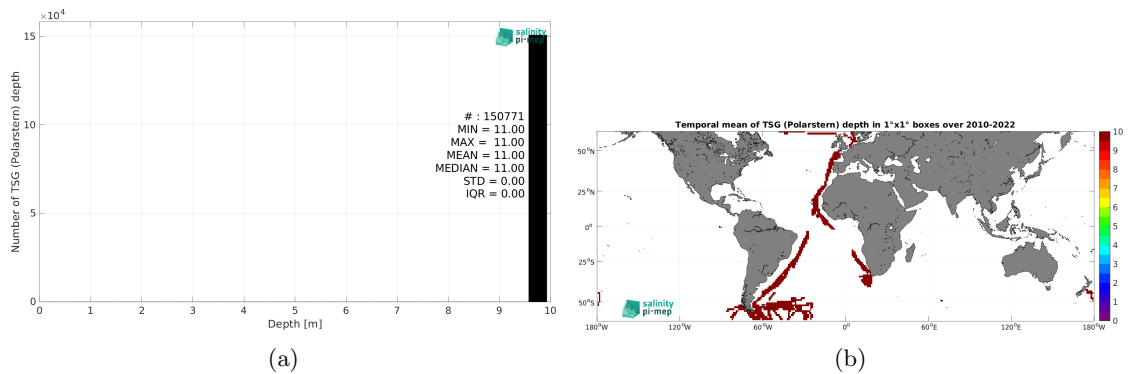 ×10⁴
15
10
5
0
Number of TSG (Polarstern) depth
salinity
pi-mep
# : 150771
MIN = 11.00
MAX = 11.00
MEAN = 11.00
MEDIAN = 11.00
STD = 0.00
IQR = 0.00
0 1 2 3 4 5 6 7 8 9 10
Depth [m]
(a)
Temporal mean of TSG (Polarstern) depth in 1°x1° boxes over 2010-2022
50°N
25°N
0°
25°S
50°S
salinity
pi-mep
180°W 120°W 60°W 0° 60°E 120°E 180°W
10
9
8
7
6
5
4
3
2
1
0
(b)